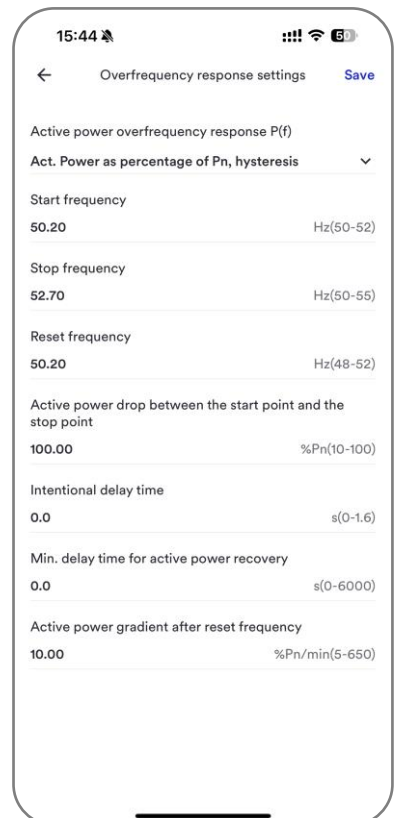 15:44 50
Overfrequency response settings Save
Active power overfrequency response P(f)
Act. Power as percentage of Pn, hysteresis
Start frequency
50.20 Hz(50-52)
Stop frequency
52.70 Hz(50-55)
Reset frequency
50.20 Hz(48-52)
Active power drop between the start point and the
stop point
100.00 %Pn(10-100)
Intentional delay time
0.0 s(0-1.6)
Min. delay time for active power recovery
0.0 s(0-6000)
Active power gradient after reset frequency
10.00 %Pn/min(5-650)